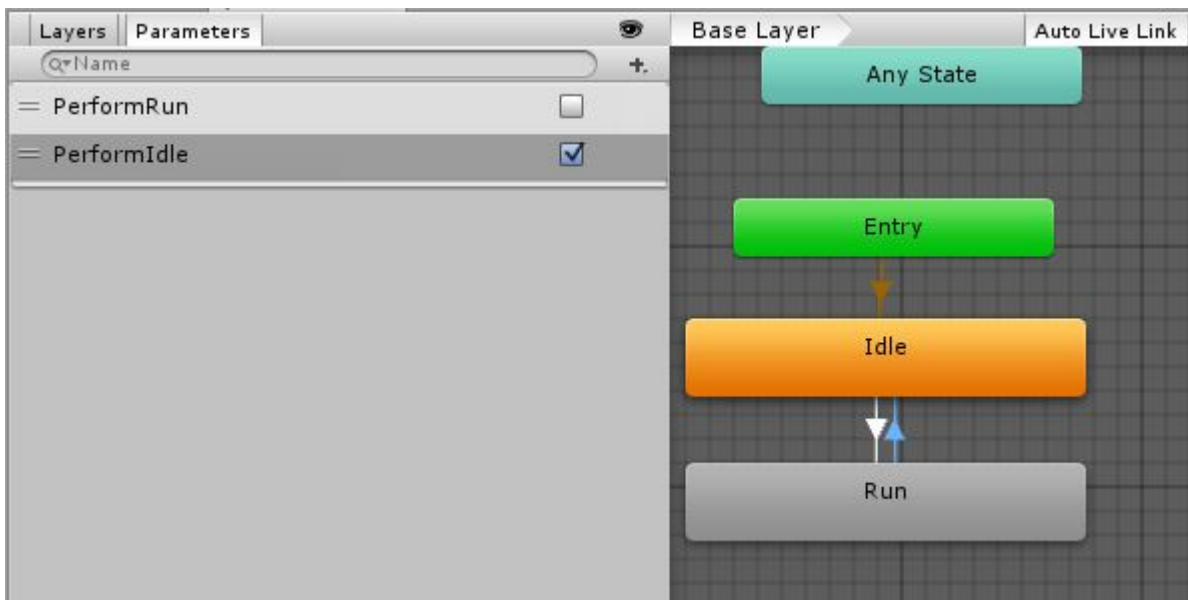 Layers Parameters
Name
PerformRun
PerformIdle
Base Layer Auto Live Link
Any State
Entry
Idle
Run